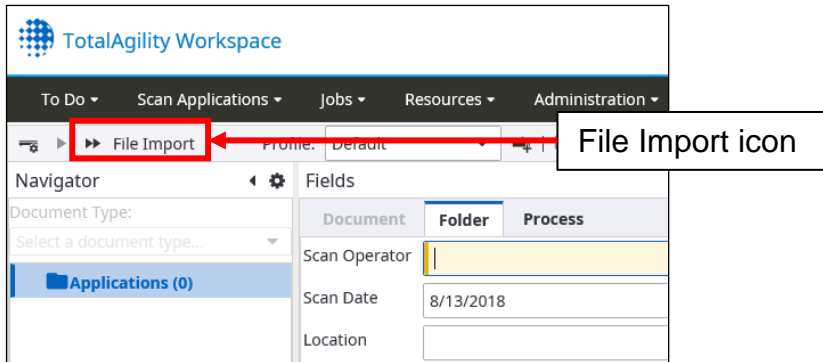 TotalAgility Workspace
To Do Scan Applications Jobs Resources Administration
File Import Profile: Default
File Import icon
Navigator Fields
Document Type:
Select a document type...
Document Folder Process
Applications (0)
Scan Operator
Scan Date 8/13/2018
Location